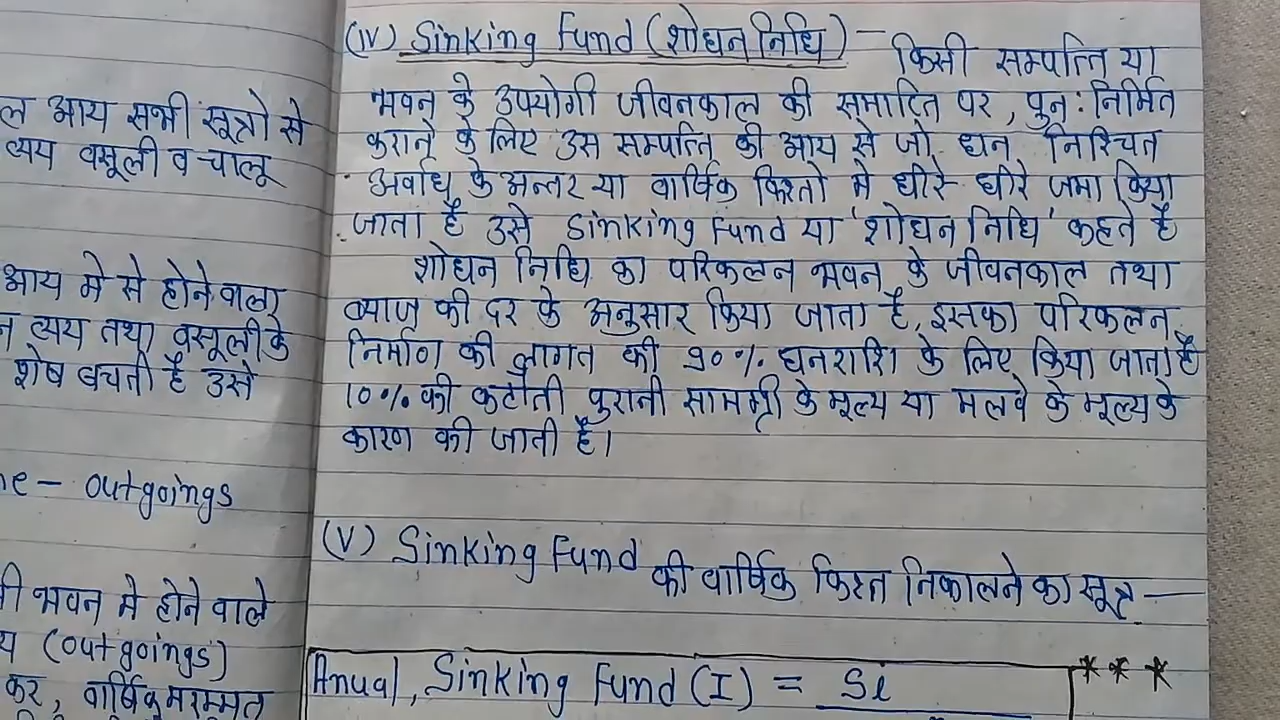 ल आय सभी सूत्रो से
व्यय वसूली व चालू
आय मे से होने वाला
न व्यय तथा वसूली के
शेष बचती है उसे
ne - outgoings
ी भवन मे होने वाले
य (outgoings)
कर, वार्षिक मरम्मत
(iv) Sinking Fund (शोधन निधि) - किसी सम्पत्ति या
भवन के उपयोगी जीवनकाल की समाप्ति पर, पुन: निर्मित
कराने के लिए उस सम्पत्ति की आय से जो धन निश्चित
अवधि के अन्तर या वार्षिक किश्तो मे धीरे धीरे जमा किया
जाता है उसे Sinking Fund या 'शोधन निधि' कहते है
शोधन निधि का परिकलन भवन के जीवनकाल तथा
ब्याज की दर के अनुसार किया जाता है, इसका परिकलन
निर्माण की लागत की 90% धनराशि के लिए किया जाता है
10% की कटौती पुरानी सामग्री के मूल्य या मलवे के मूल्य के
कारण की जाती है।
(V) Sinking Fund की वार्षिक किश्त निकालने का सूत्र -
Anual, Sinking Fund (I) = Si ***